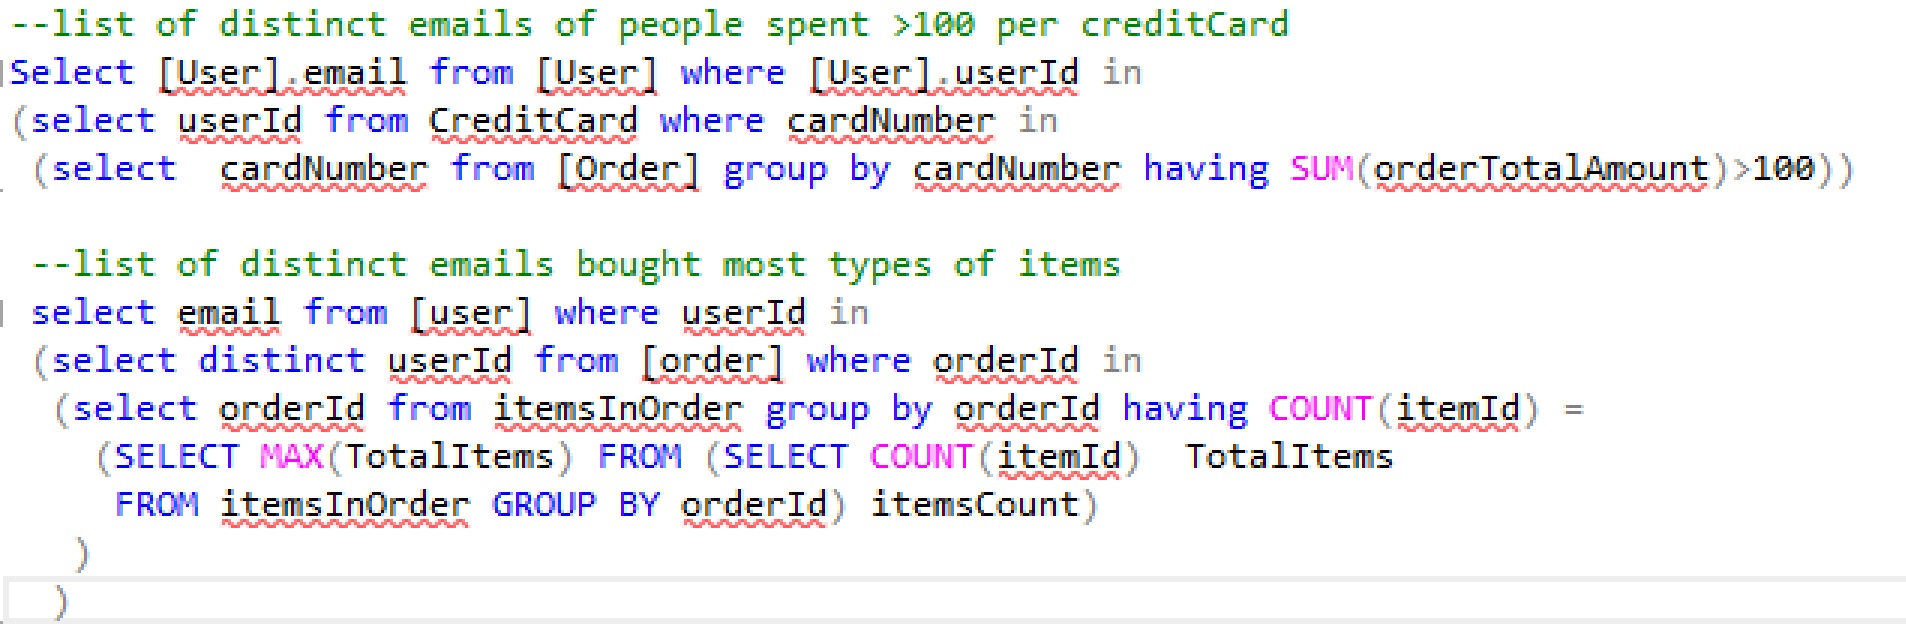 --list of distinct emails of people spent >100 per creditCard
Select [User].email from [User] where [User].userId in
(select userId from CreditCard where cardNumber in
(select  cardNumber from [Order] group by cardNumber having SUM(orderTotalAmount)>100))
--list of distinct emails bought most types of items
select email from [user] where userId in
(select distinct userId from [order] where orderId in
(select orderId from itemsInOrder group by orderId having COUNT(itemId) =
(SELECT MAX(TotalItems) FROM (SELECT COUNT(itemId)  TotalItems
FROM itemsInOrder GROUP BY orderId) itemsCount)
)
)